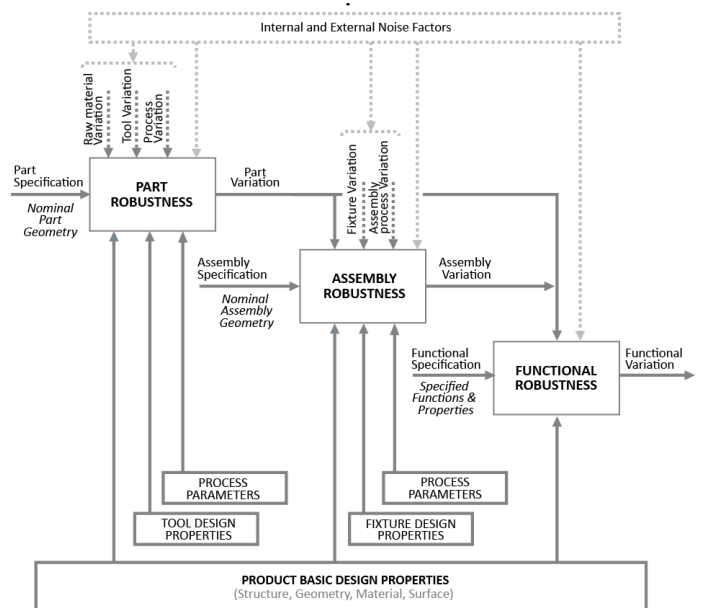 Internal and External Noise Factors
Raw material
Variation
Tool Variation
Process
Variation
Part
Specification
Nominal
Part
Geometry
PART
ROBUSTNESS
Part
Variation
Fixture Variation
Assembly
process Variation
Assembly
Specification
Nominal
Assembly
Geometry
ASSEMBLY
ROBUSTNESS
Assembly
Variation
Functional
Specification
Specified
Functions &
Properties
FUNCTIONAL
ROBUSTNESS
Functional
Variation
PROCESS
PARAMETERS
TOOL DESIGN
PROPERTIES
PROCESS
PARAMETERS
FIXTURE DESIGN
PROPERTIES
PRODUCT BASIC DESIGN PROPERTIES
(Structure, Geometry, Material, Surface)